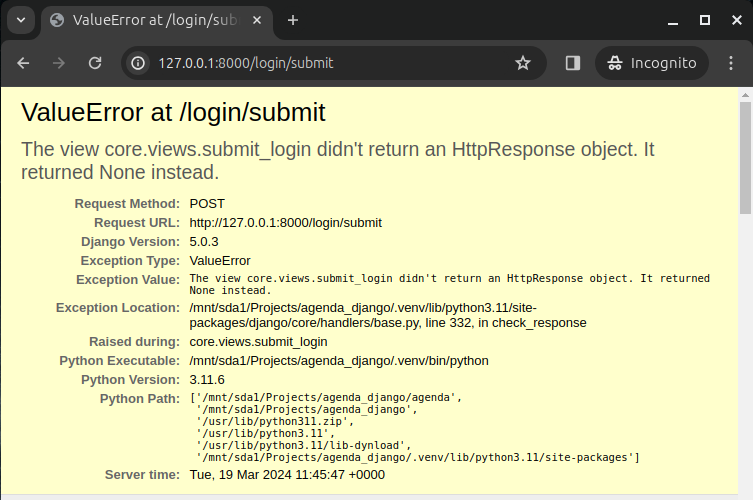 ValueError at /login/sub
127.0.0.1:8000/login/submit
Incognito
ValueError at /login/submit
The view core.views.submit_login didn't return an HttpResponse object. It
returned None instead.
Request Method: POST
Request URL: http://127.0.0.1:8000/login/submit
Django Version: 5.0.3
Exception Type: ValueError
Exception Value: The view core.views.submit_login didn't return an HttpResponse object. It returned
None instead.
Exception Location: /mnt/sda1/Projects/agenda_django/.venv/lib/python3.11/site-
packages/django/core/handlers/base.py, line 332, in check_response
Raised during: core.views.submit_login
Python Executable: /mnt/sda1/Projects/agenda_django/.venv/bin/python
Python Version: 3.11.6
Python Path: ['/mnt/sda1/Projects/agenda_django/agenda',
'/mnt/sda1/Projects/agenda_django',
'/usr/lib/python311.zip',
'/usr/lib/python3.11',
'/usr/lib/python3.11/lib-dynload',
'/mnt/sda1/Projects/agenda_django/.venv/lib/python3.11/site-packages']
Server time: Tue, 19 Mar 2024 11:45:47 +0000